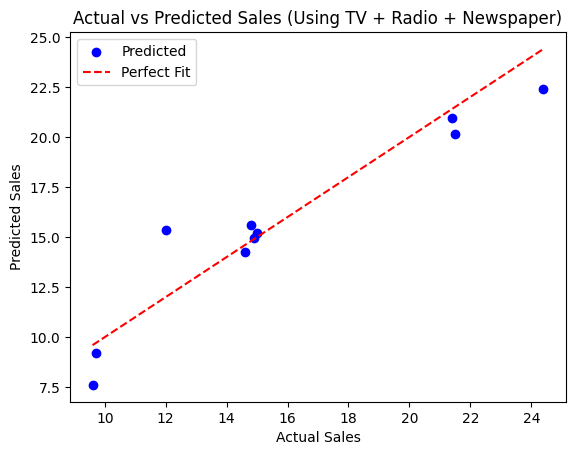 Actual vs Predicted Sales (Using TV + Radio + Newspaper)
Predicted
Perfect Fit
25.0
22.5
20.0
17.5
15.0
12.5
10.0
7.5
Predicted Sales
10 12 14 16 18 20 22 24
Actual Sales